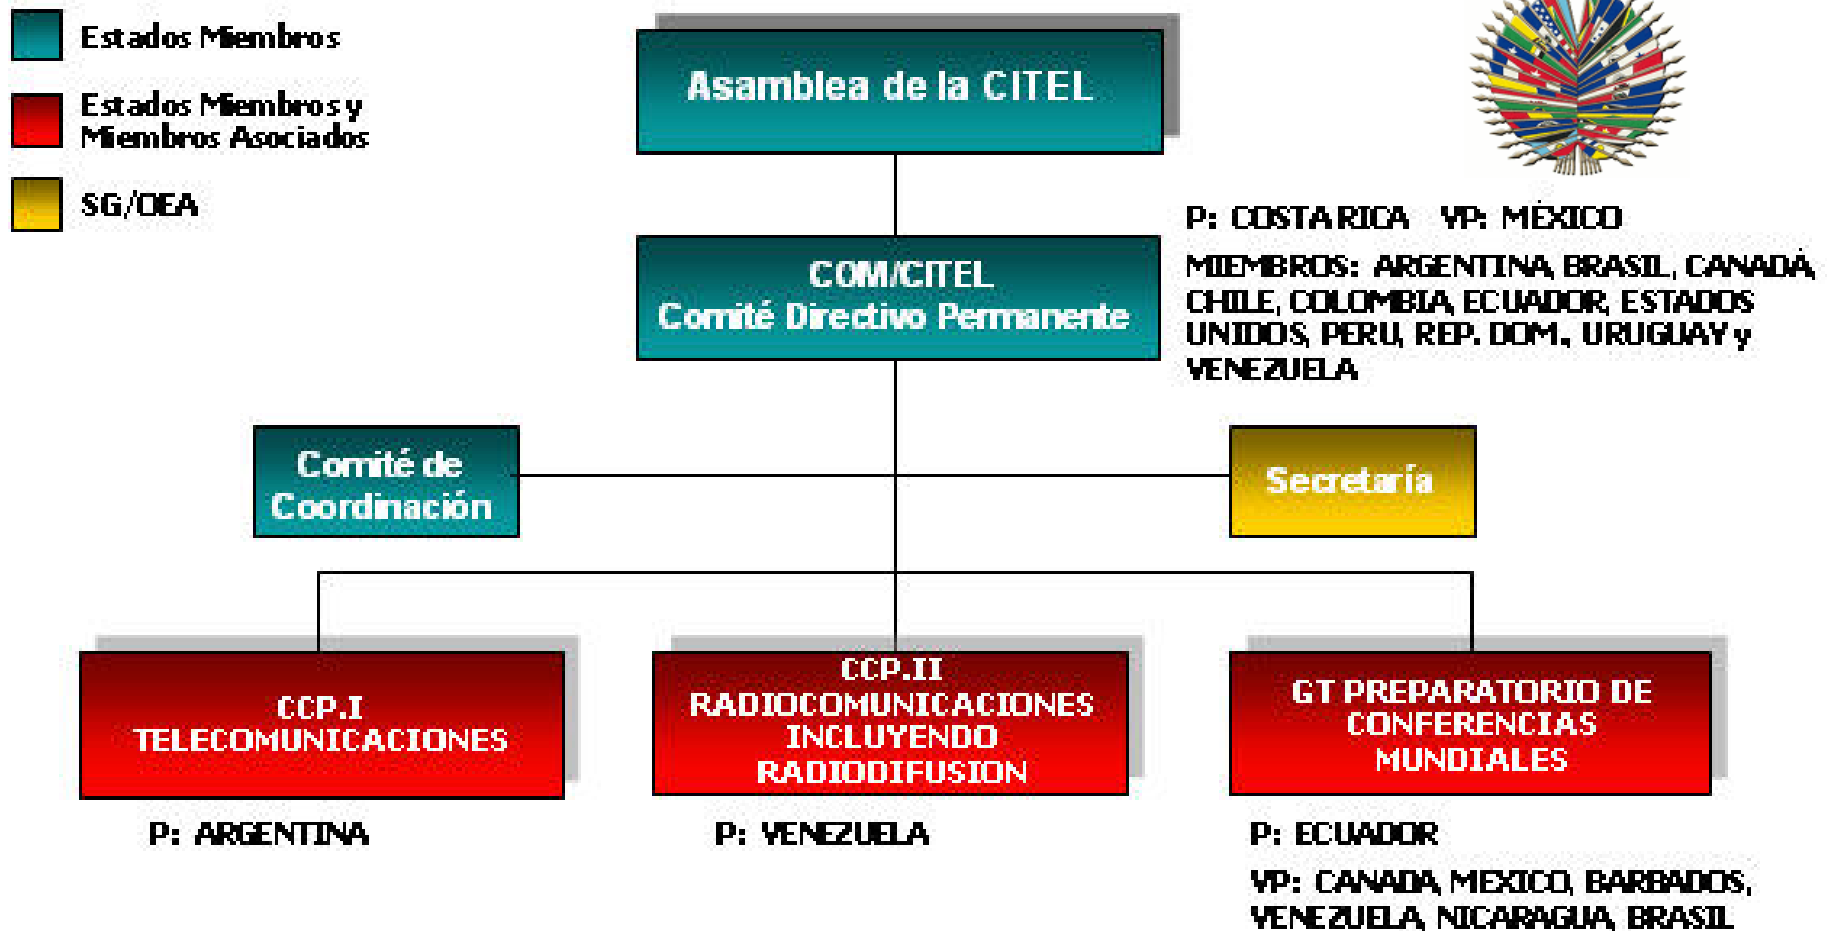 Estados Miembros
Estados Miembros y
Miembros Asociados
SG/OEA
Asamblea de la CITEL
COM/CITEL
Comité Directivo Permanente
P: COSTA RICA VP: MÉXICO
MIEMBROS: ARGENTINA, BRASIL, CANADÁ,
CHILE, COLOMBIA, ECUADOR, ESTADOS
UNIDOS, PERU, REP. DOM., URUGUAY y
VENEZUELA
Comité de
Coordinación
Secretaría
CCP.I
TELECOMUNICACIONES
P: ARGENTINA
CCP.II
RADIOCOMUNICACIONES
INCLUYENDO
RADIODIFUSION
P: VENEZUELA
GT PREPARATORIO DE
CONFERENCIAS
MUNDIALES
P: ECUADOR
VP: CANADA, MEXICO, BARBADOS,
VENEZUELA, NICARAGUA, BRASIL